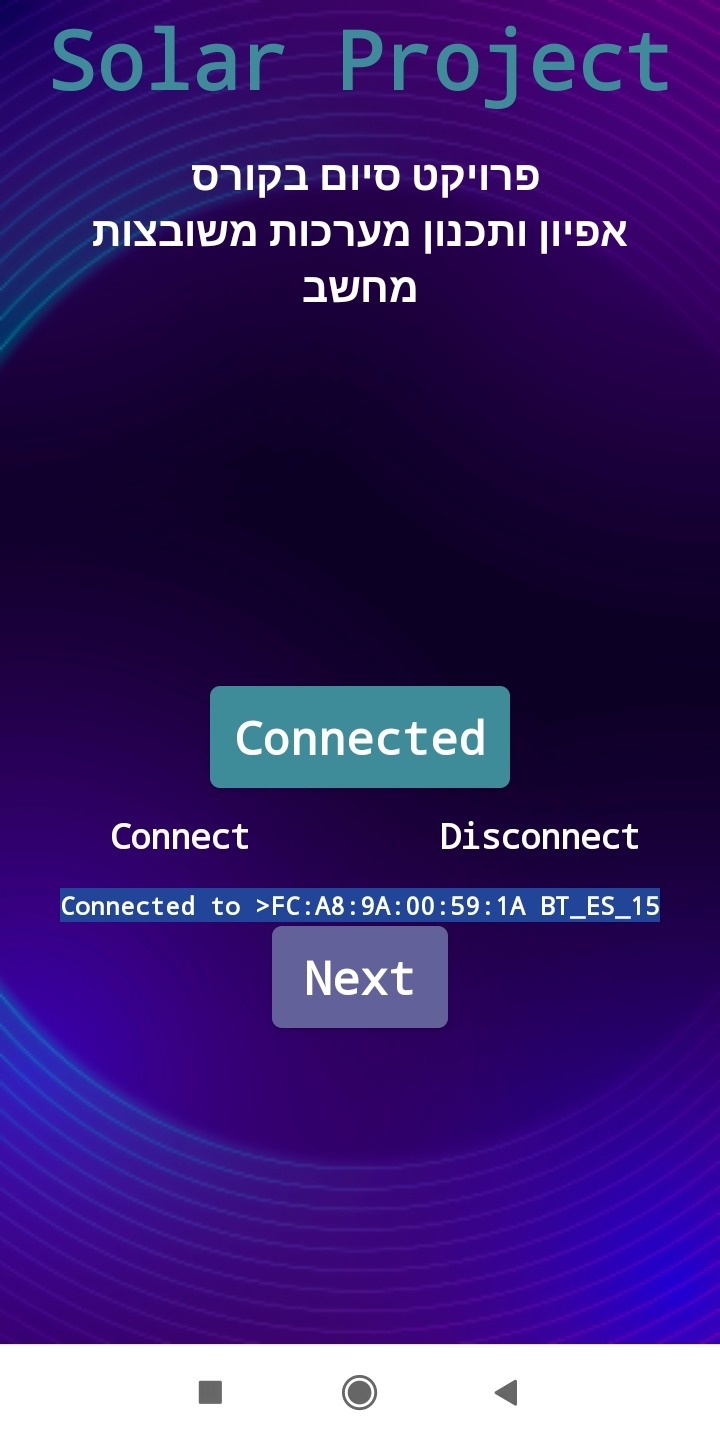 Solar Project
פרויקט סיום בקורס
אפיון ותכנון מערכות משובצות
מחשב
Connected
Connect Disconnect
Connected to >FC:A8:9A:00:59:1A BT_ES_15
Next